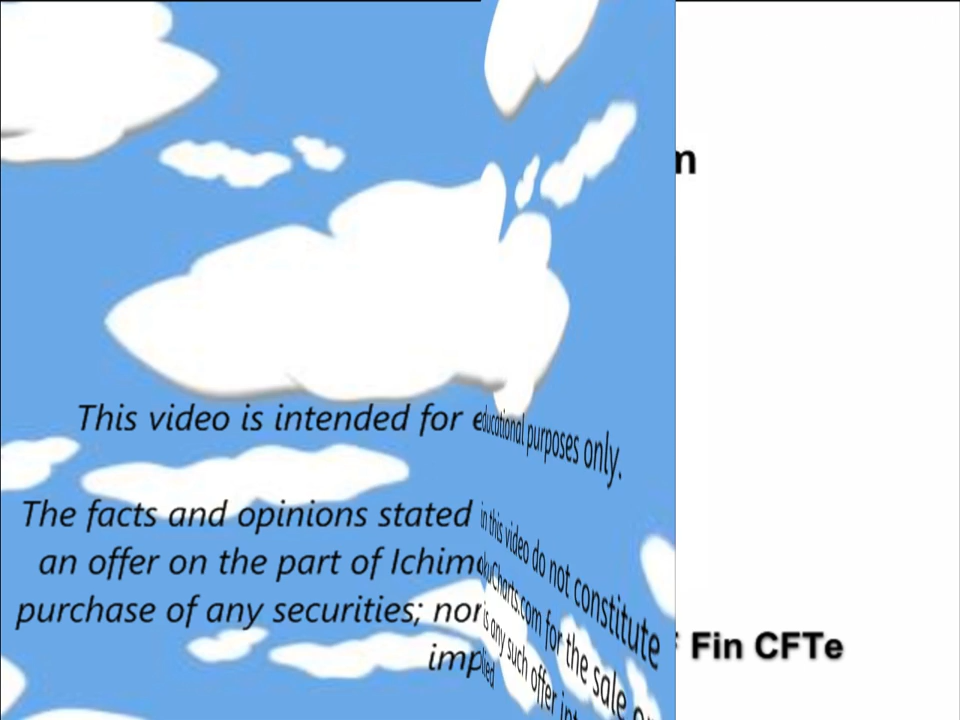 m
This video is intended for educational purposes only.
The facts and opinions stated in this video do not constitute
an offer on the part of IchimokuCharts.com for the sale or
purchase of any securities; nor is any such offer
implied
Fin CFTe